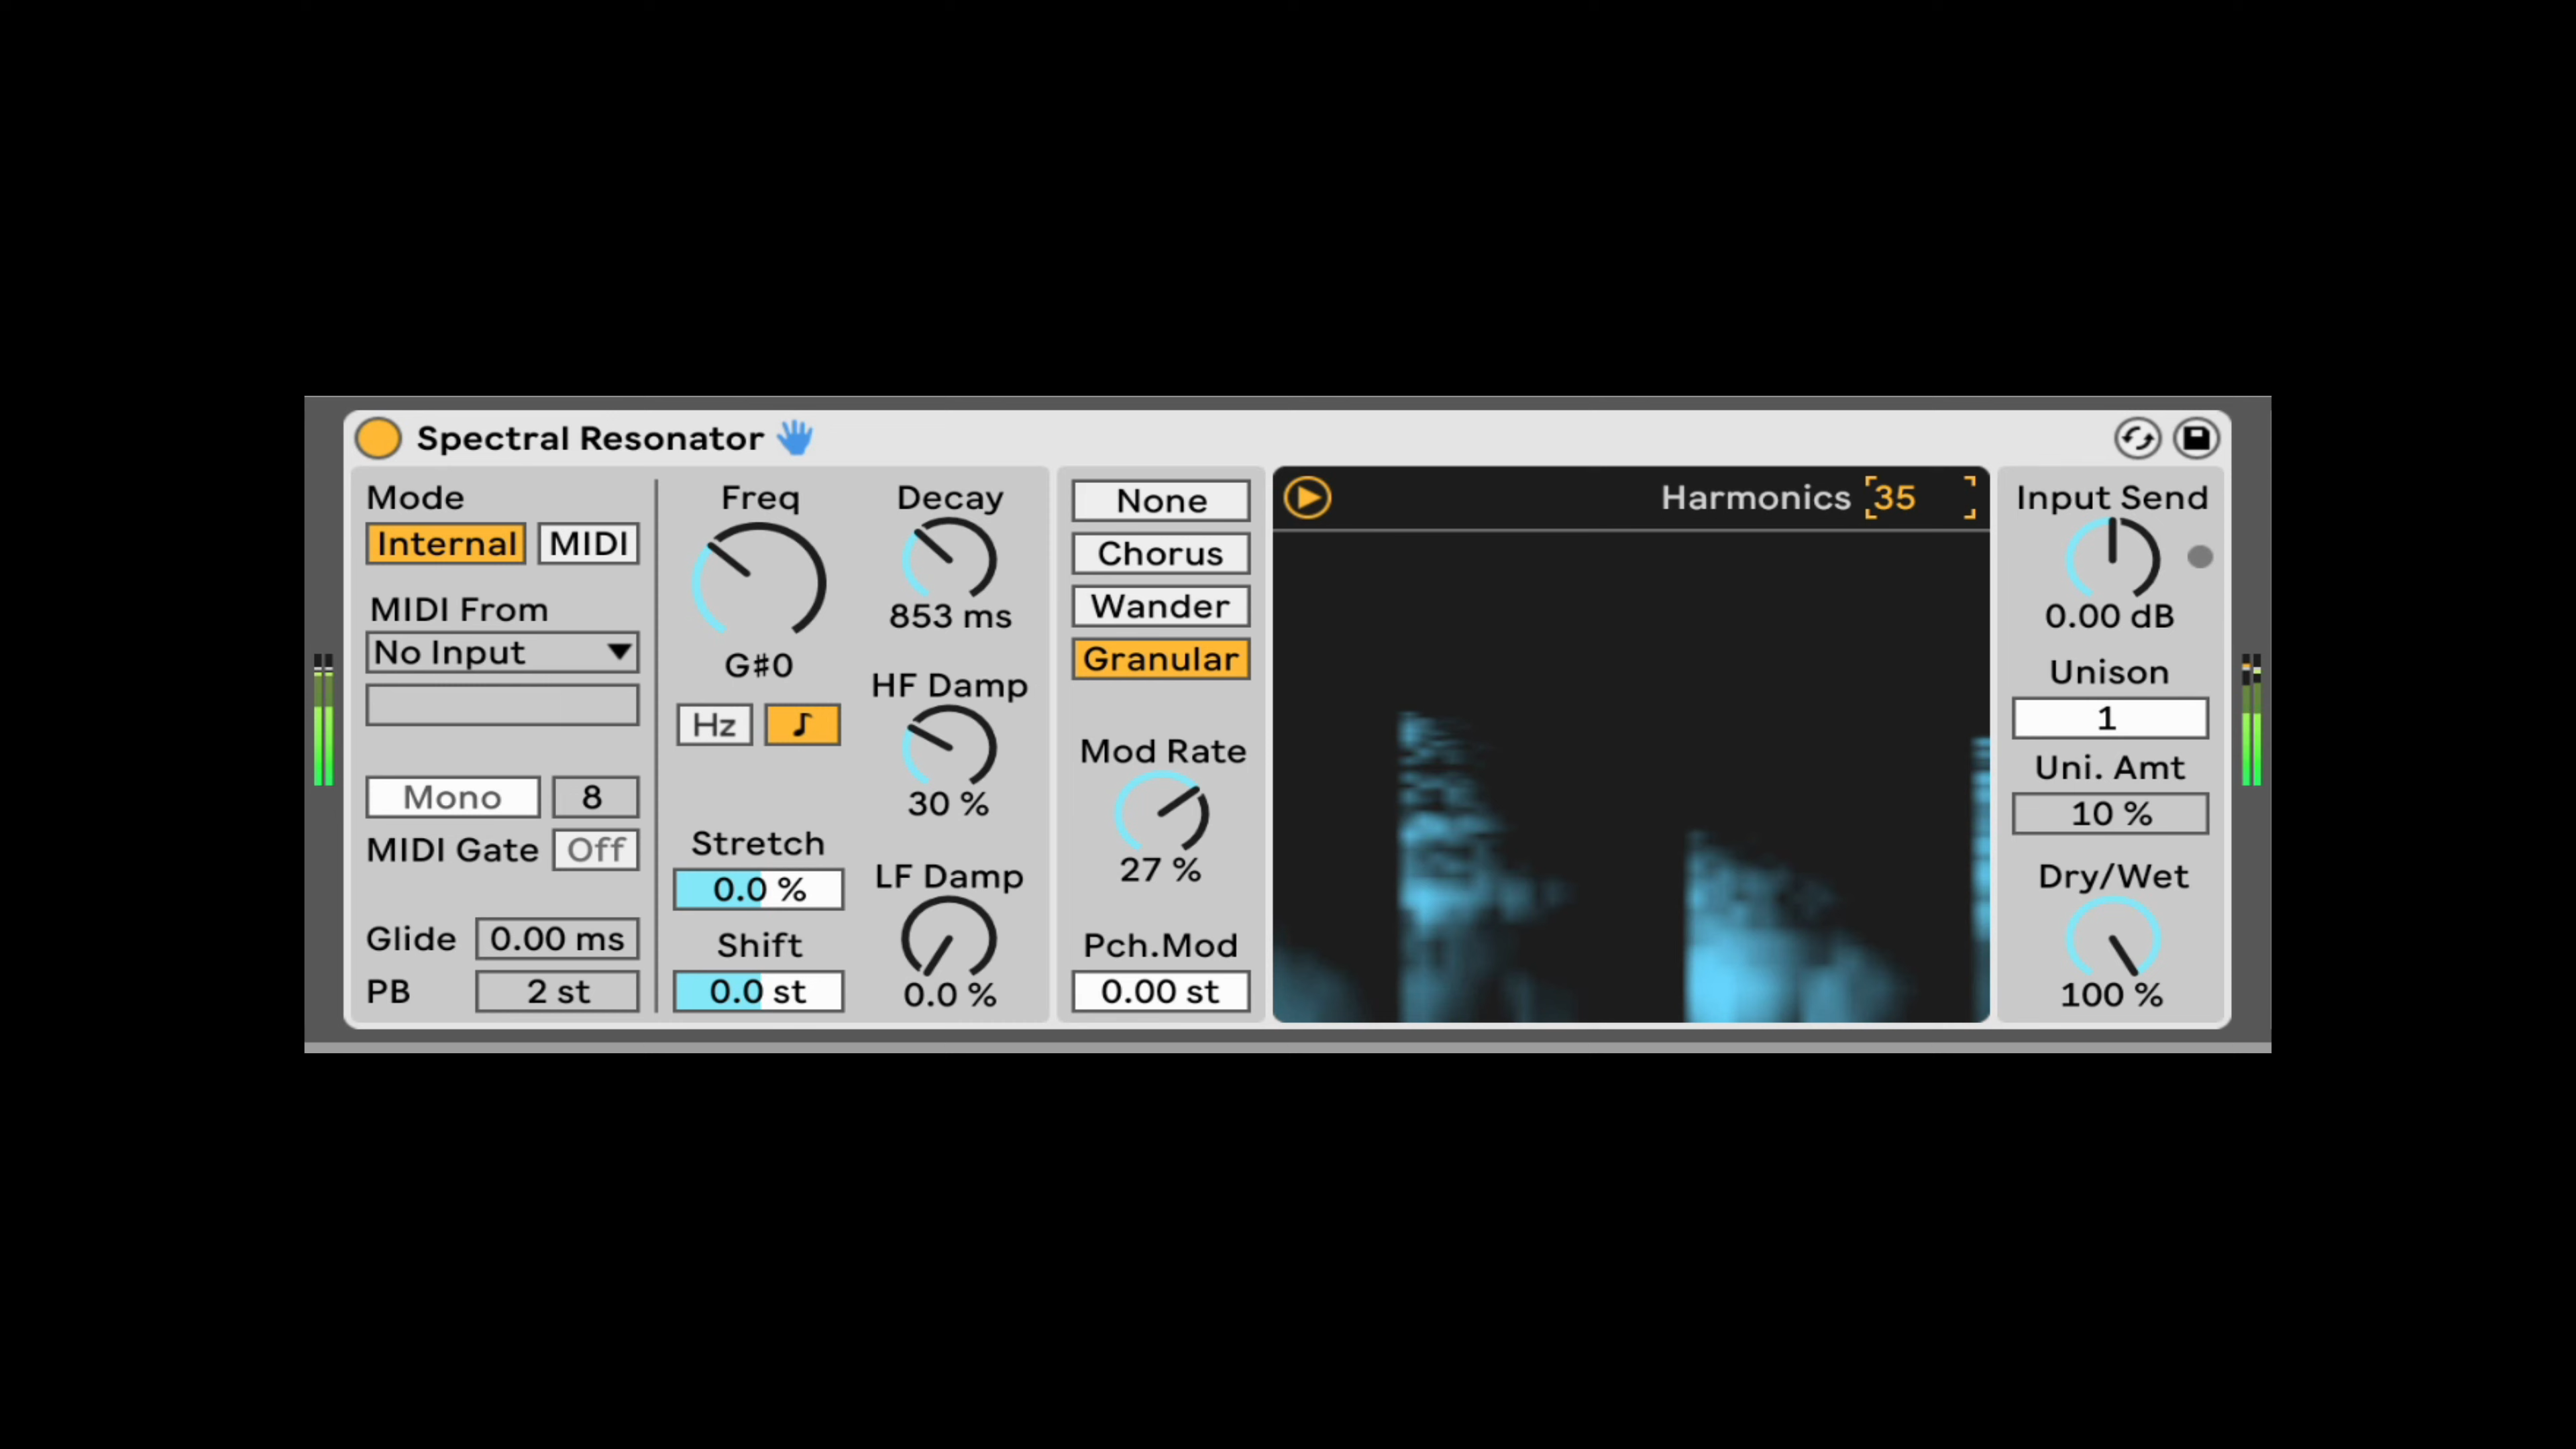 Spectral Resonator
Mode
Internal MIDI
MIDI From
No Input
Mono 8
MIDI Gate Off
Glide 0.00 ms
PB 2 st
Freq
G♯0
Hz ♪
Stretch
0.0 %
Shift
0.0 st
Decay
853 ms
HF Damp
30 %
LF Damp
0.0 %
None
Chorus
Wander
Granular
Mod Rate
27 %
Pch.Mod
0.00 st
Harmonics 35
Input Send
0.00 dB
Unison
1
Uni. Amt
10 %
Dry/Wet
100 %